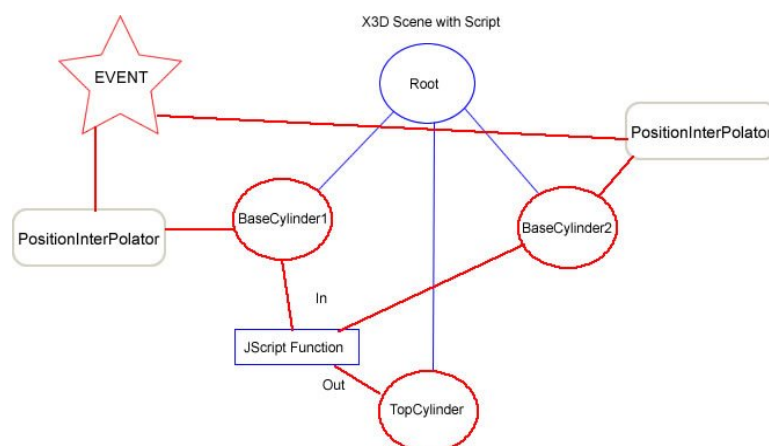 X3D Scene with Script
EVENT
Root
PositionInterPolator
BaseCylinder1
BaseCylinder2
PositionInterPolator
In
JScript Function
Out
TopCylinder